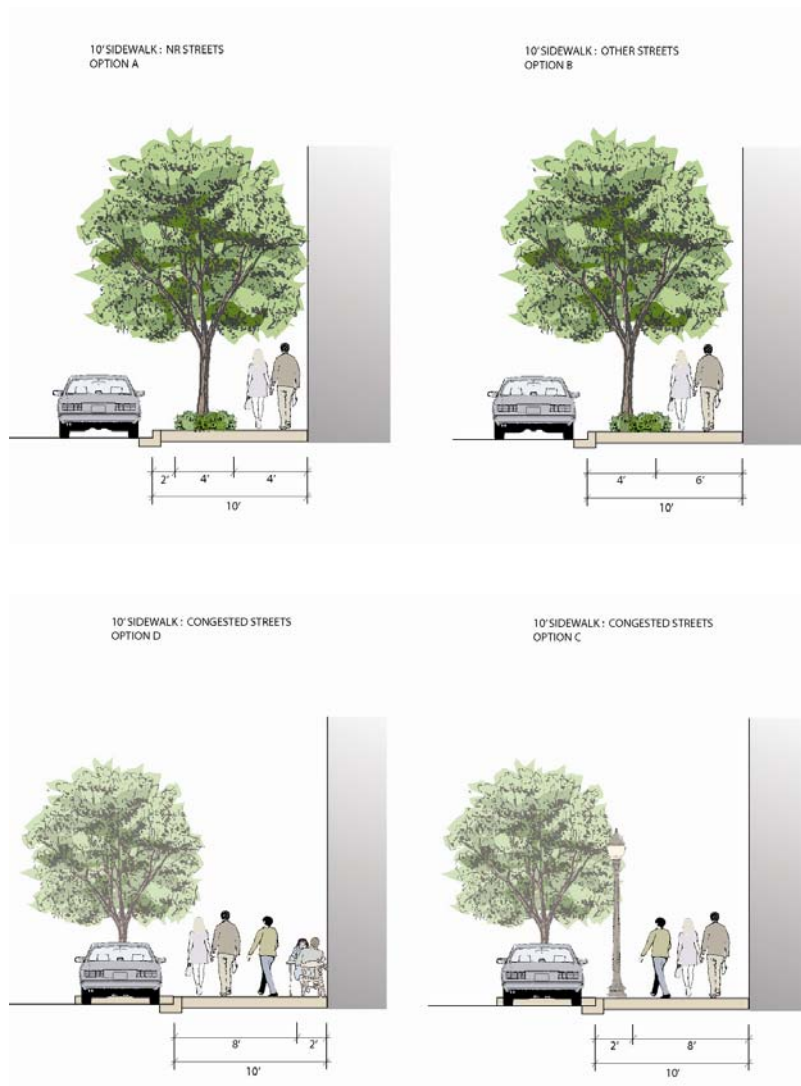 10' SIDEWALK : NR STREETS
OPTION A
10' SIDEWALK : OTHER STREETS
OPTION B
2' 4' 4'
10'
4' 6'
10'
10' SIDEWALK : CONGESTED STREETS
OPTION D
10' SIDEWALK : CONGESTED STREETS
OPTION C
8' 2'
10'
2' 8'
10'